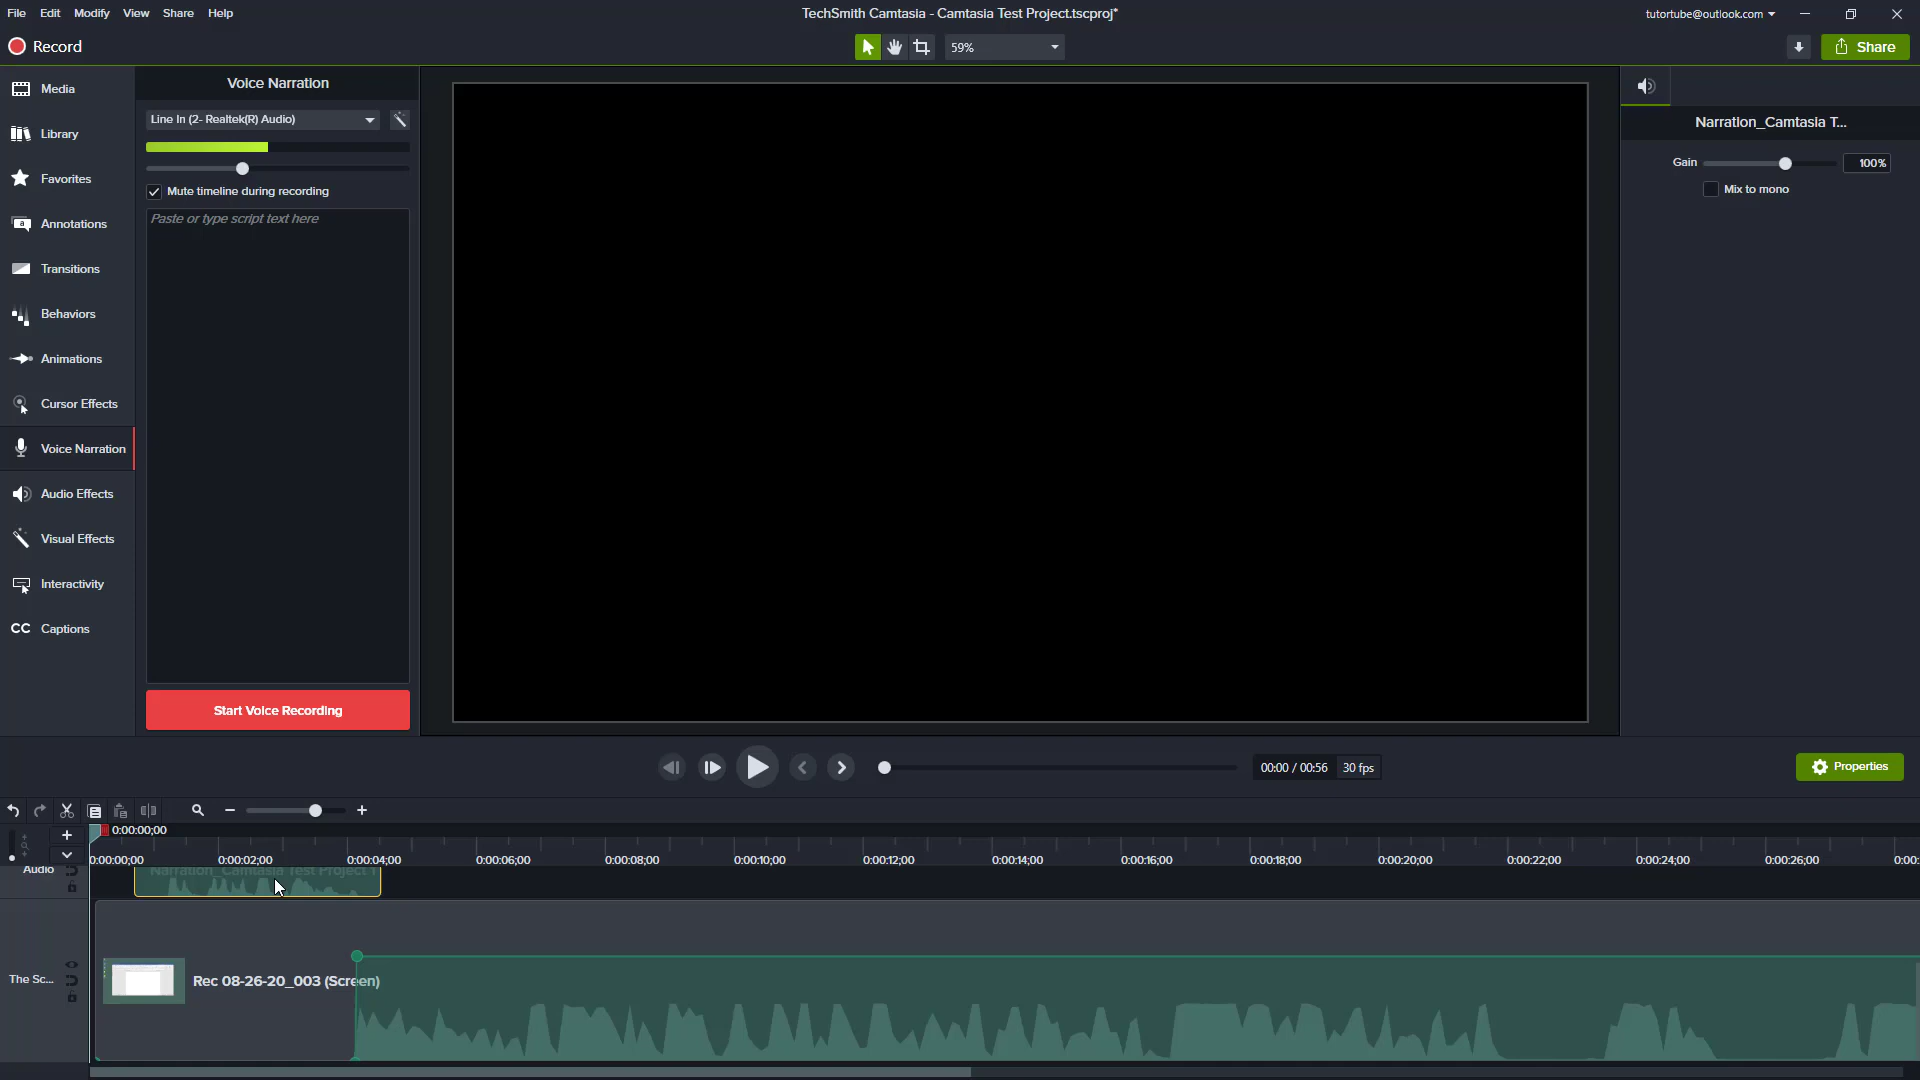 File Edit Modify View Share Help
TechSmith Camtasia - Camtasia Test Project.tscproj*
tutortube@outlook.com
Record
59%
Share
Media
Library
Favorites
Annotations
Transitions
Behaviors
Animations
Cursor Effects
Voice Narration
Audio Effects
Visual Effects
Interactivity
CC Captions
Voice Narration
Line In (2- Realtek(R) Audio)
Mute timeline during recording
Paste or type script text here
Start Voice Recording
Narration_Camtasia T...
Gain 100%
Mix to mono
00:00 / 00:56 30 fps
Properties
0:00:00;00
0:00:00;00 0:00:02;00 0:00:04;00 0:00:06;00 0:00:08;00 0:00:10;00 0:00:12;00 0:00:14;00 0:00:16;00 0:00:18;00 0:00:20;00 0:00:22;00 0:00:24;00 0:00:26;00 0:00:
Audio
Narration_Camtasia Test Project 1
The Sc...
Rec 08-26-20_003 (Screen)